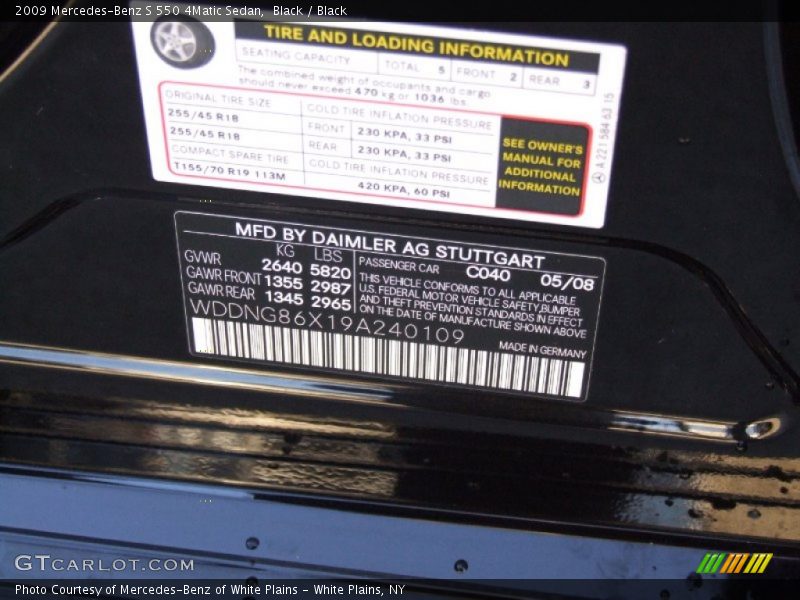 2009 Mercedes-Benz S 550 4Matic Sedan,  Black / Black
TIRE AND LOADING INFORMATION
SEATING CAPACITY TOTAL 5 FRONT 2 REAR 3
The combined weight of occupants and cargo
should never exceed 470 kg or 1036 lbs.
ORIGINAL TIRE SIZE COLD TIRE INFLATION PRESSURE
255/45 R18 FRONT 230 KPA, 33 PSI
255/45 R18 REAR 230 KPA, 33 PSI
COMPACT SPARE TIRE COLD TIRE INFLATION PRESSURE
T155/70 R19 113M 420 KPA, 60 PSI
SEE OWNER'S
MANUAL FOR
ADDITIONAL
INFORMATION
A 221 584 63 15
MFD BY DAIMLER AG STUTTGART
KG LBS
GVWR 2640 5820
GAWR FRONT 1355 2987
GAWR REAR 1345 2965
PASSENGER CAR C040 05/08
THIS VEHICLE CONFORMS TO ALL APPLICABLE
U.S. FEDERAL MOTOR VEHICLE SAFETY, BUMPER
AND THEFT PREVENTION STANDARDS IN EFFECT
ON THE DATE OF MANUFACTURE SHOWN ABOVE
WDDNG86X19A240109
MADE IN GERMANY
GTCARLOT.COM
Photo Courtesy of Mercedes-Benz of White Plains - White Plains, NY